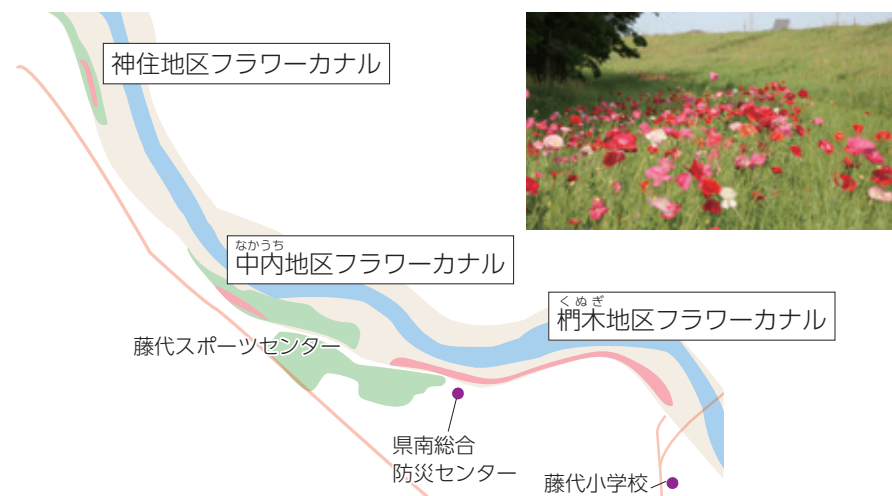 神住地区フラワーカナル
なかうち
中内地区フラワーカナル
くぬぎ
椚木地区フラワーカナル
藤代スポーツセンター
県南総合
防災センター
藤代小学校